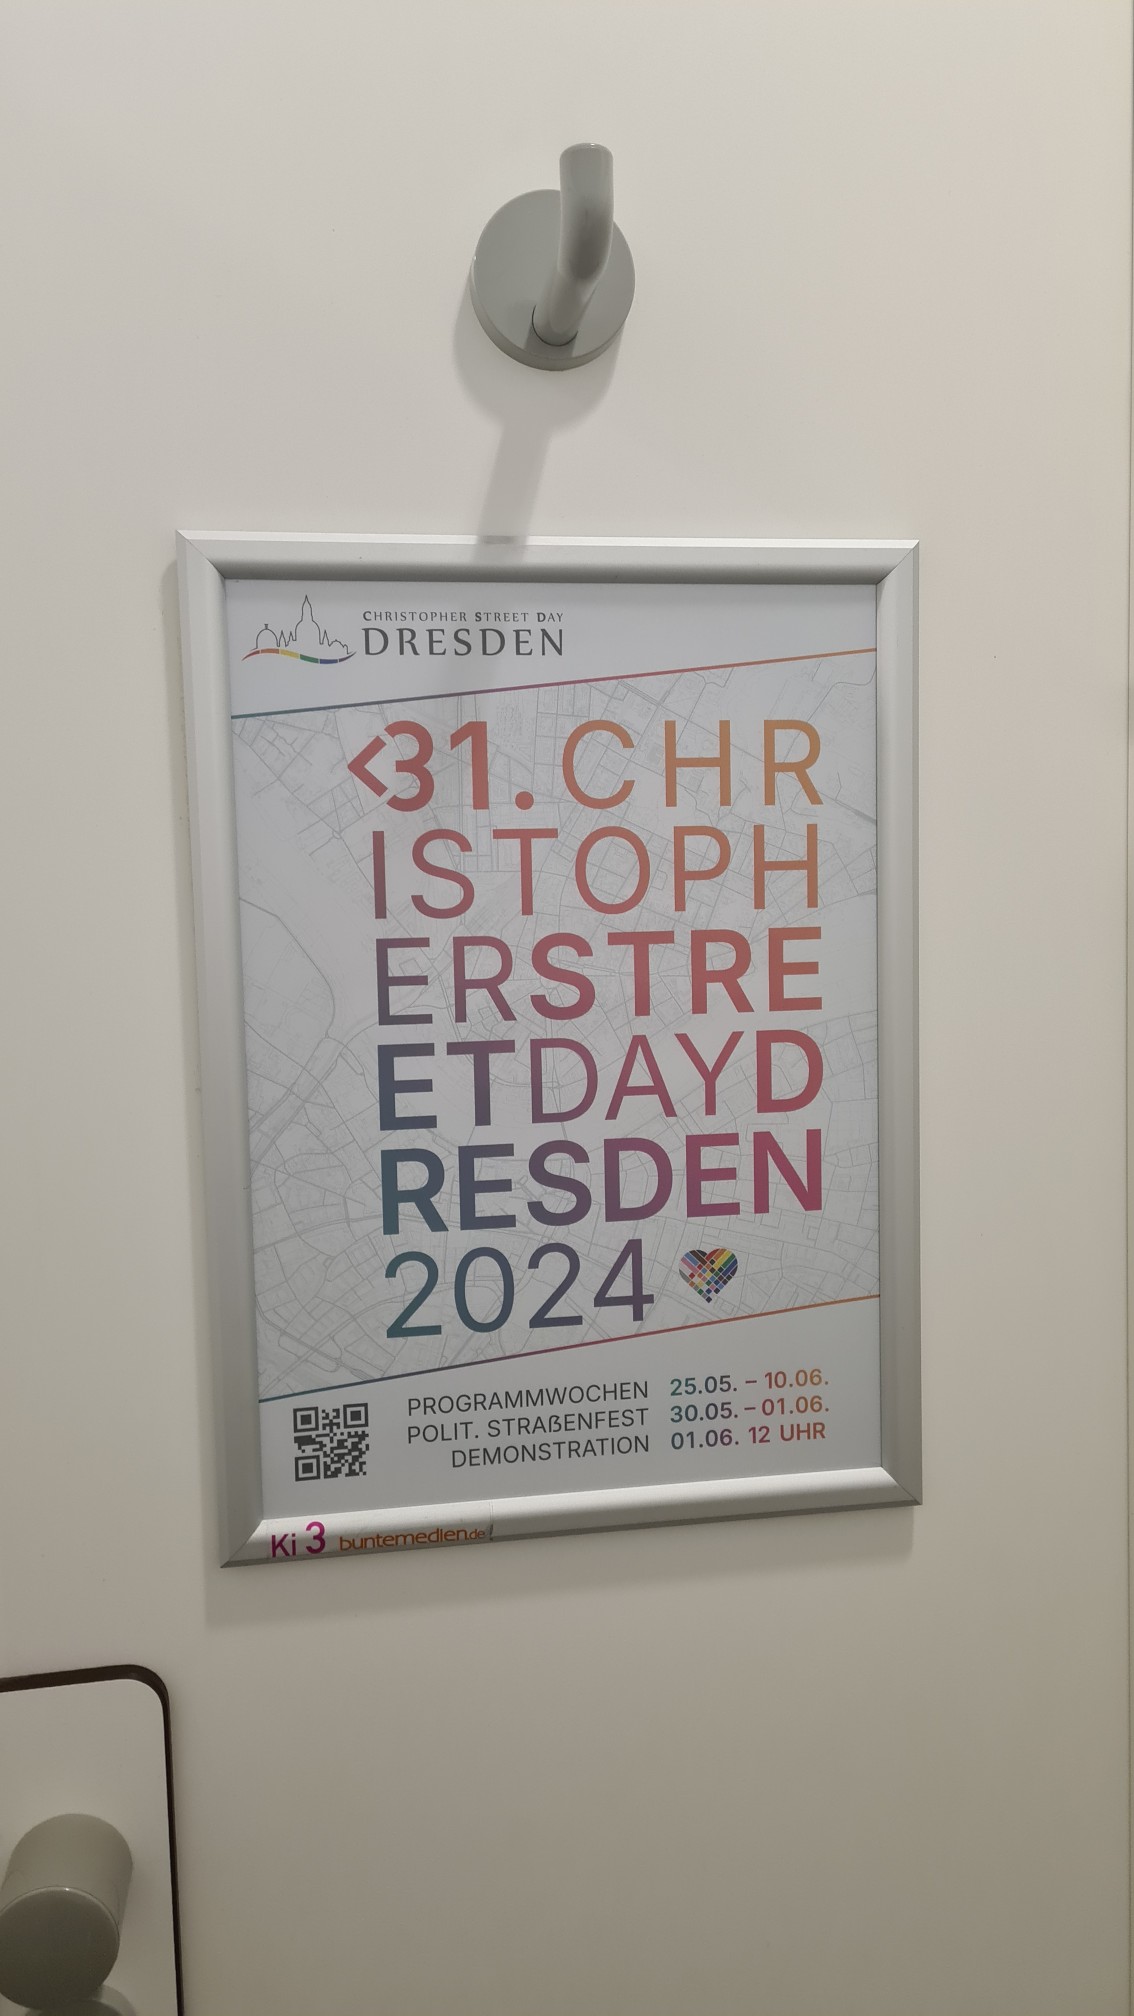 CHRISTOPHER STREET DAY
DRESDEN
<31. CHR
ISTOPH
ERSTRE
ETDAYD
RESDEN
2024
PROGRAMMWOCHEN 25.05. – 10.06.
POLIT. STRAßENFEST 30.05. – 01.06.
DEMONSTRATION 01.06. 12 UHR
Ki 3 buntemedien.de